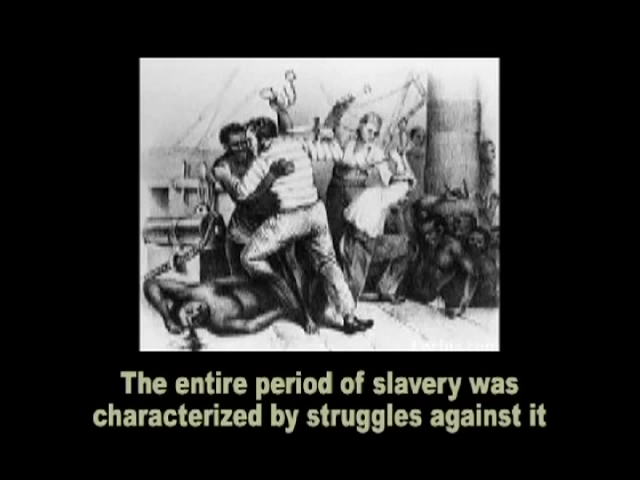 The entire period of slavery was
characterized by struggles against it